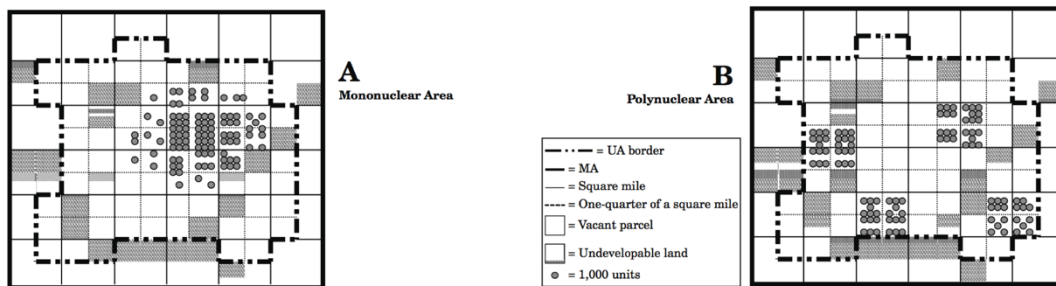 A
Mononuclear Area
B
Polynuclear Area
= UA border
= MA
= Square mile
= One-quarter of a square mile
= Vacant parcel
= Undevelopable land
= 1,000 units